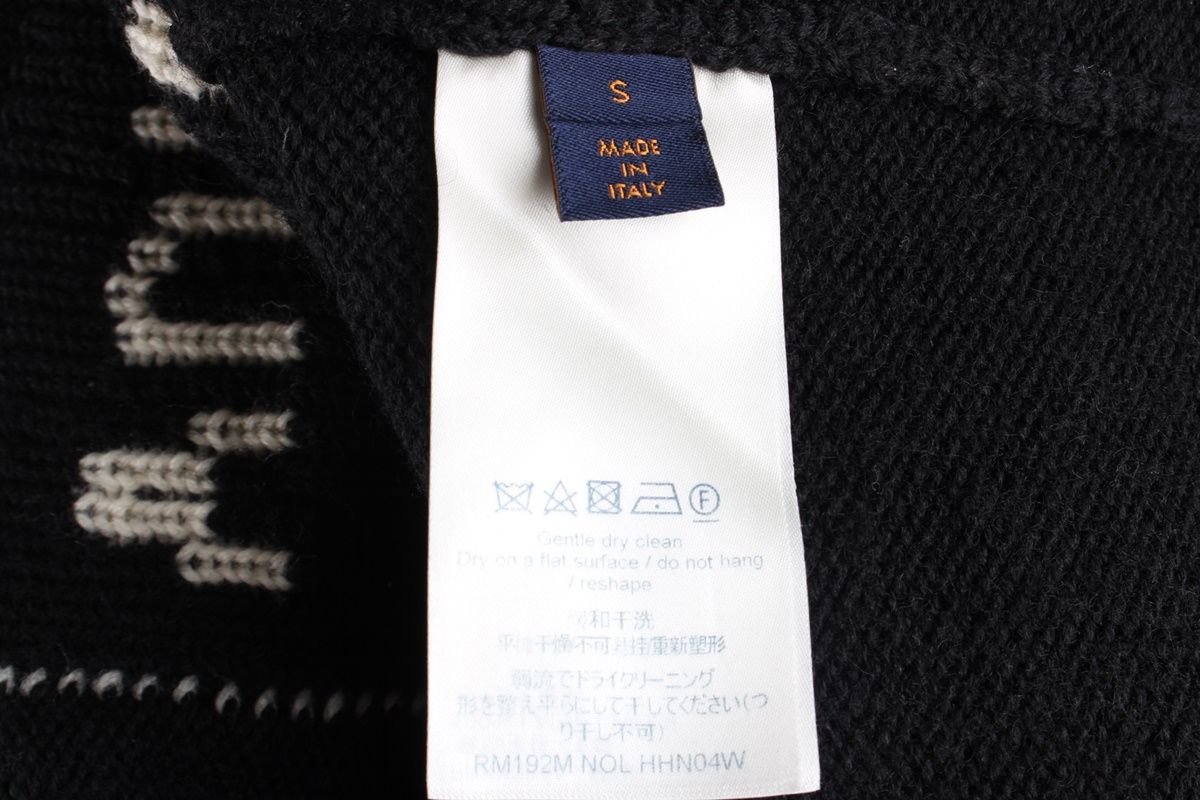 S
MADE
IN
ITALY
F
Gentle dry clean
Dry on a flat surface / do not hang
/ reshape
缓和干洗
平摊干燥不可悬挂重新塑形
弱流でドライクリーニング
形を整え平らにして干してください(つ
り干し不可)
RM192M NOL HHN04W